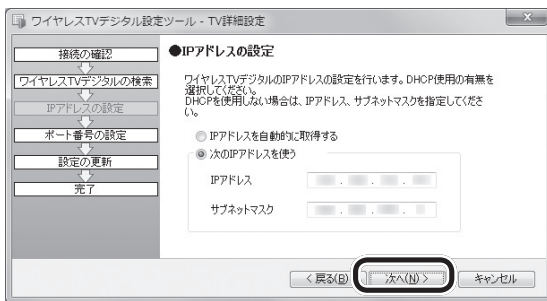 ワイヤレスTVデジタル設定ツール - TV詳細設定
接続の確認
ワイヤレスTVデジタルの検索
IPアドレスの設定
ポート番号の設定
設定の更新
完了
●IPアドレスの設定
ワイヤレスTVデジタルのIPアドレスの設定を行います。DHCP使用の有無を
選択してください。
DHCPを使用しない場合は、IPアドレス、サブネットマスクを指定してくださ
い。
IPアドレスを自動的に取得する
次のIPアドレスを使う
IPアドレス
サブネットマスク
< 戻る(B)
次へ(N) >
キャンセル